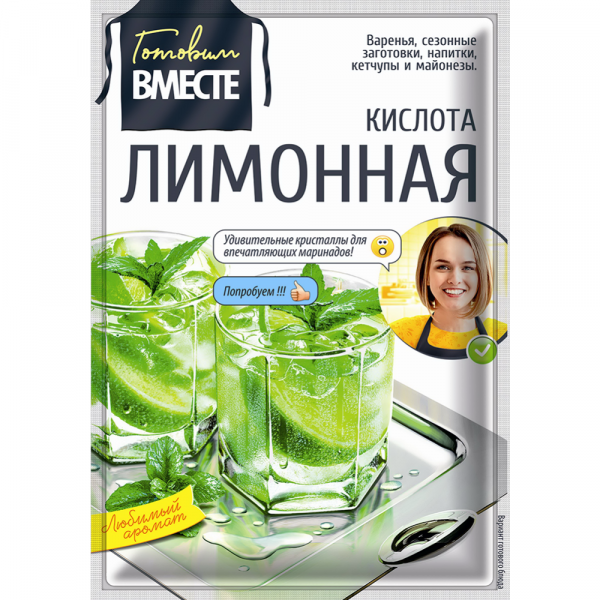 Готовим
ВМЕСТЕ
Варенья, сезонные
заготовки, напитки,
кетчупы и майонезы.
КИСЛОТА
ЛИМОННАЯ
Удивительные кристаллы для
впечатляющих маринадов!
Попробуем !!!
Любимый
аромат
Вариант готового блюда